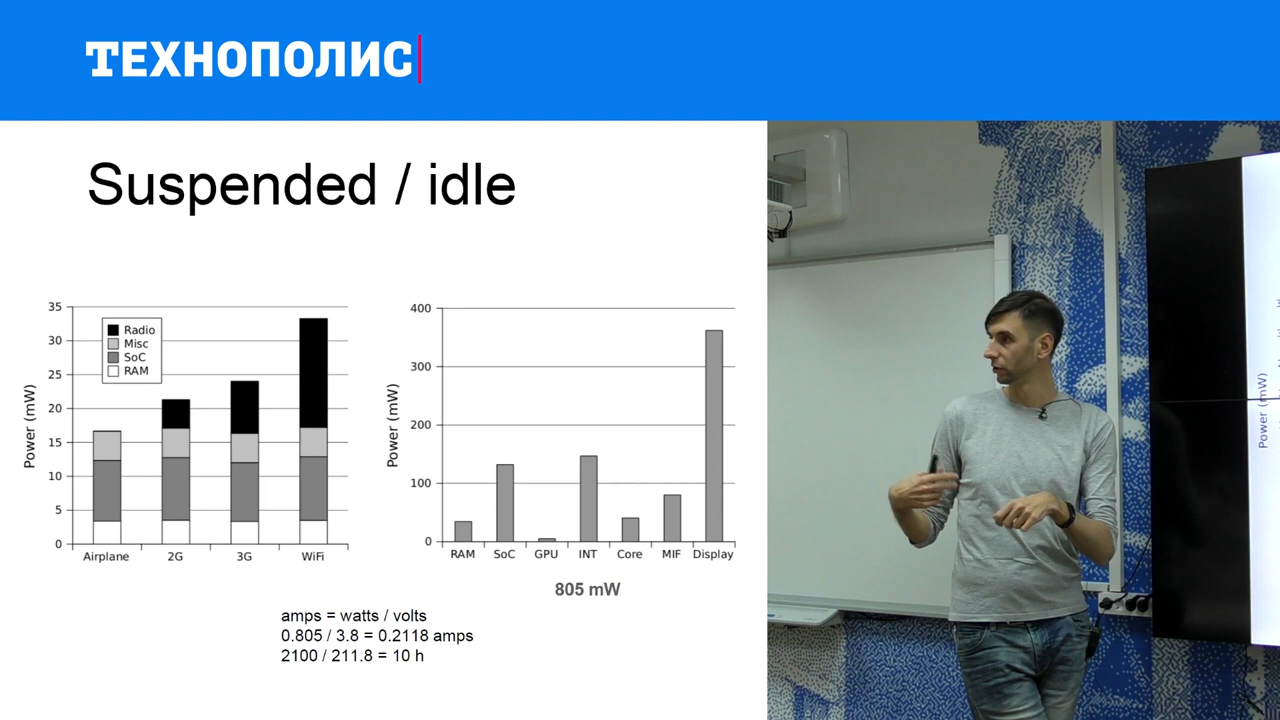 ТЕХНОПОЛИС
Suspended / idle
35
30
25
20
15
10
5
0
Power (mW)
Radio
Misc
SoC
RAM
Airplane 2G 3G WiFi
400
300
200
100
0
Power (mW)
RAM SoC GPU INT Core MIF Display
805 mW
amps = watts / volts
0.805 / 3.8 = 0.2118 amps
2100 / 211.8 = 10 h
Power (mW)